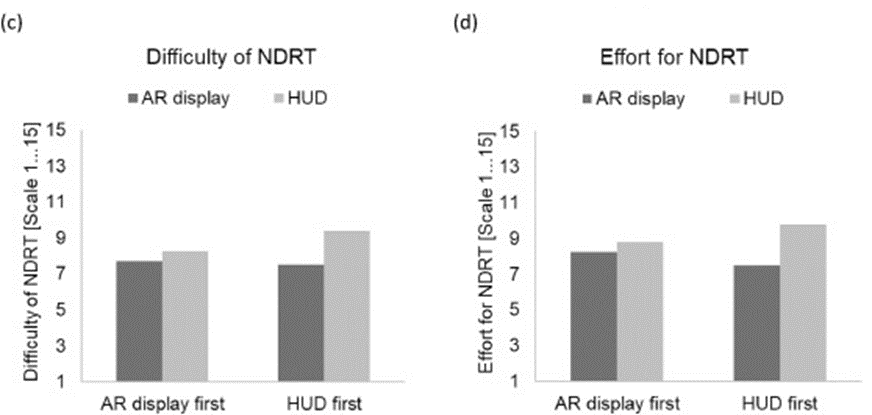 (c)
Difficulty of NDRT
AR display HUD
Difficulty of NDRT [Scale 1...15]
15
13
11
9
7
5
3
1
AR display first HUD first
(d)
Effort for NDRT
AR display HUD
Effort for NDRT [Scale 1...15]
15
13
11
9
7
5
3
1
AR display first HUD first